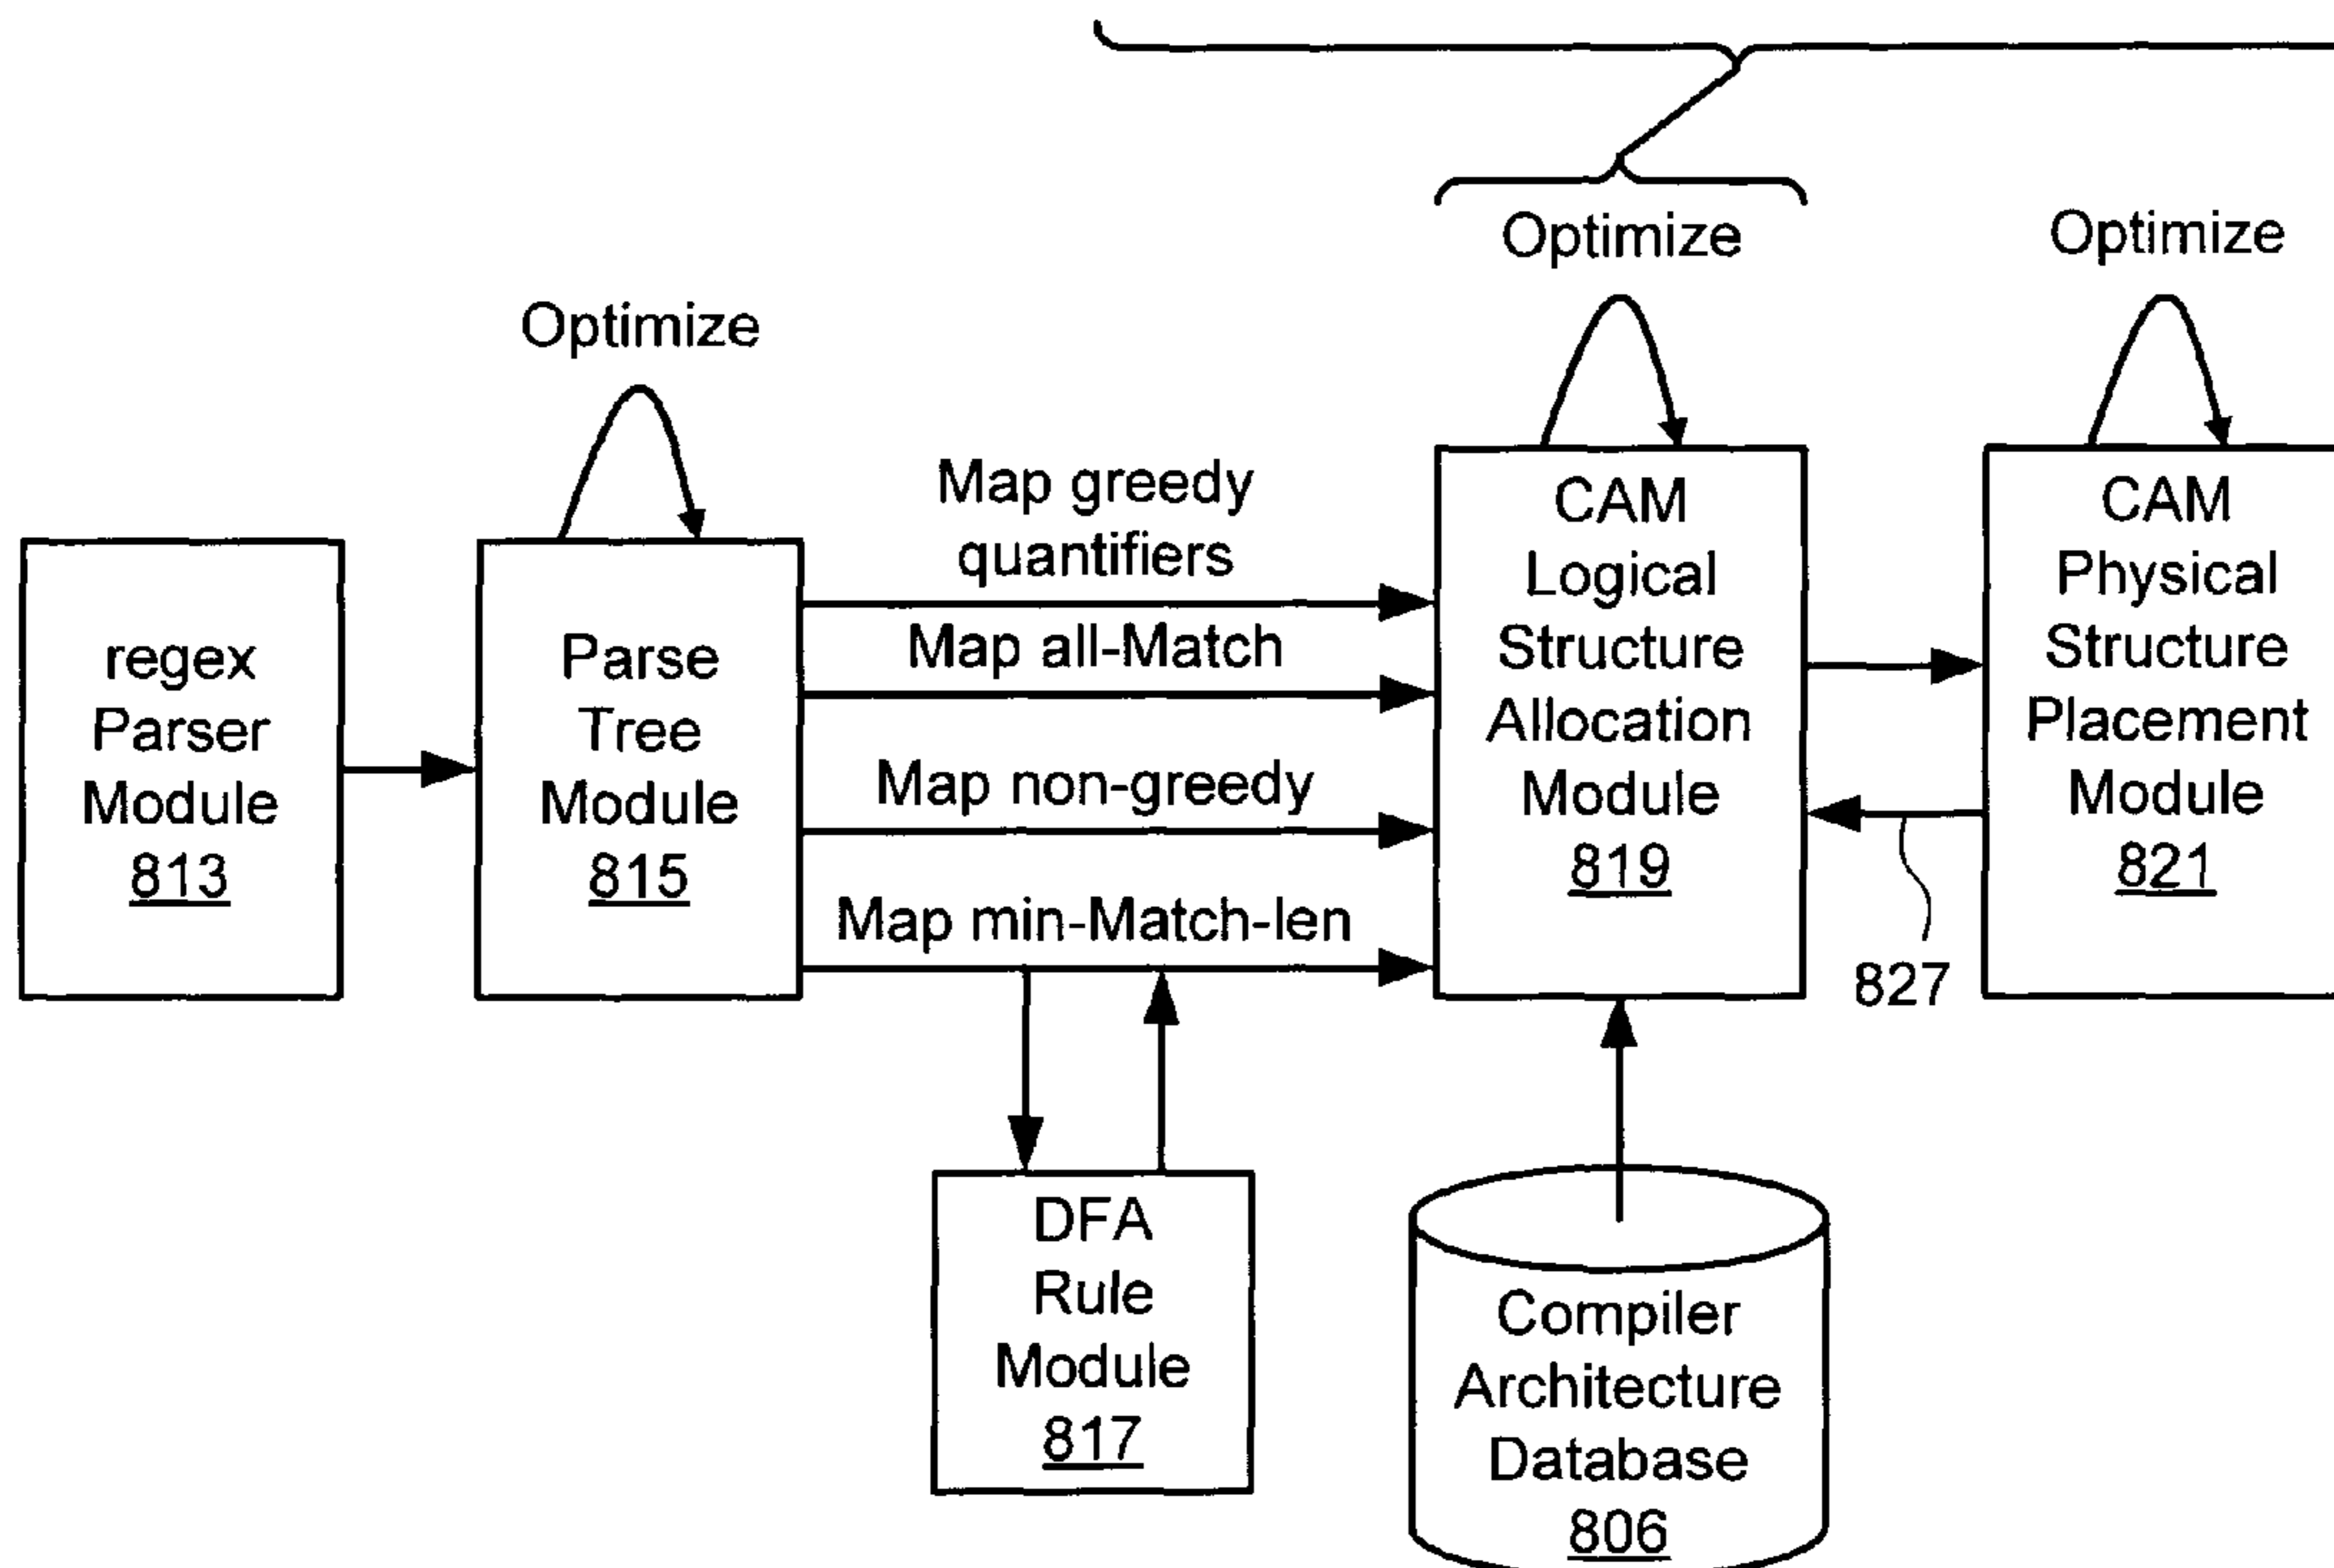 Optimize
Optimize
Optimize
Map greedy
quantifiers
Map all-Match
Map non-greedy
Map min-Match-len
regex
Parser
Module
813
Parse
Tree
Module
815
CAM
Logical
Structure
Allocation
Module
819
CAM
Physical
Structure
Placement
Module
821
827
DFA
Rule
Module
817
Compiler
Architecture
Database
806